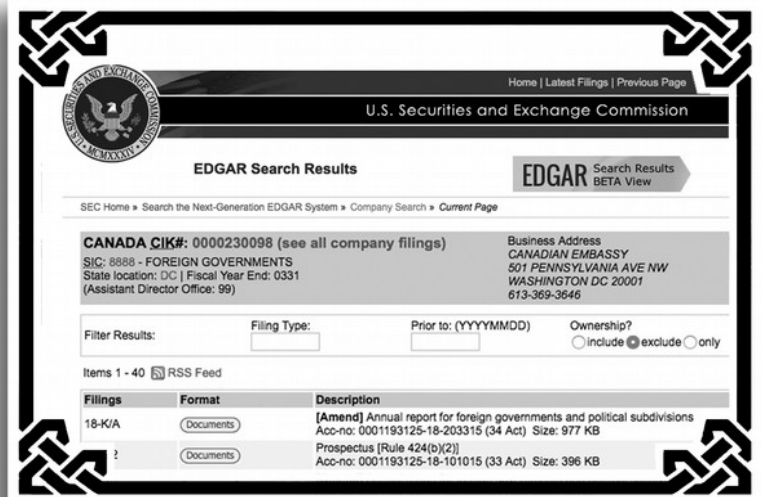 Home | Latest Filings | Previous Page
U.S. SECURITIES AND EXCHANGE COMMISSION
MCMXXXIV
U.S. Securities and Exchange Commission
EDGAR Search Results
EDGAR Search Results BETA View
SEC Home » Search the Next-Generation EDGAR System » Company Search » Current Page
CANADA CIK#: 0000230098 (see all company filings)
SIC: 8888 - FOREIGN GOVERNMENTS
State location: DC | Fiscal Year End: 0331
(Assistant Director Office: 99)
Business Address
CANADIAN EMBASSY
501 PENNSYLVANIA AVE NW
WASHINGTON DC 20001
613-369-3646
Filter Results:
Filing Type:
Prior to: (YYYYMMDD)
Ownership?
include exclude only
Items 1 - 40 RSS Feed
Filings Format Description
18-K/A Documents [Amend] Annual report for foreign governments and political subdivisions
Acc-no: 0001193125-18-203315 (34 Act) Size: 977 KB
2 Documents Prospectus [Rule 424(b)(2)]
Acc-no: 0001193125-18-101015 (33 Act) Size: 396 KB